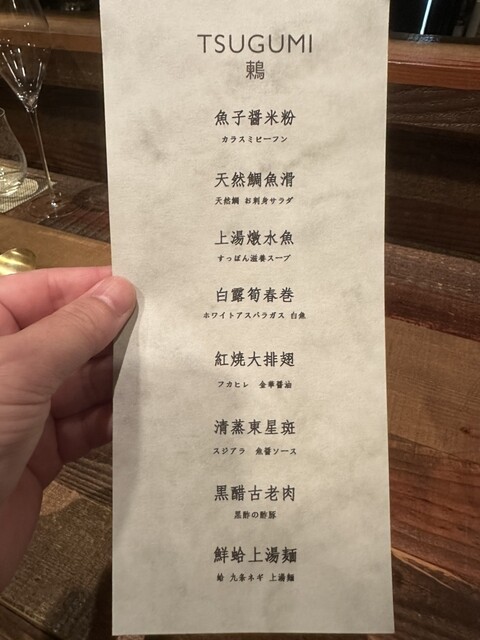 TSUGUMI
鶫
魚子醤米粉
カラスミビーフン
天然鯛魚滑
天然鯛 お刺身サラダ
上湯燉水魚
すっぽん滋養スープ
白露筍春巻
ホワイトアスパラガス 白魚
紅焼大排翅
フカヒレ 金華醤油
清蒸東星斑
スジアラ 魚醤ソース
黒醋古老肉
黒酢の酢豚
鮮蛤上湯麺
蛤 九条ネギ 上湯麺